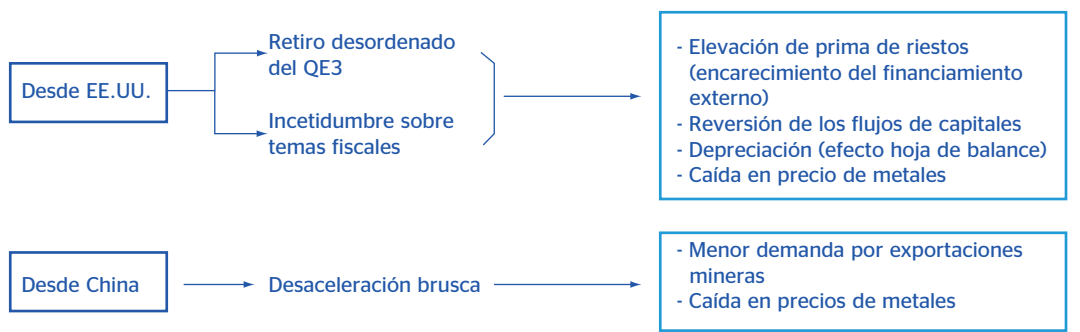 Desde EE.UU.
Retiro desordenado
del QE3
Incetidumbre sobre
temas fiscales
- Elevación de prima de riestos
(encarecimiento del financiamiento
externo)
- Reversión de los flujos de capitales
- Depreciación (efecto hoja de balance)
- Caída en precio de metales
Desde China
Desaceleración brusca
- Menor demanda por exportaciones
mineras
- Caída en precios de metales